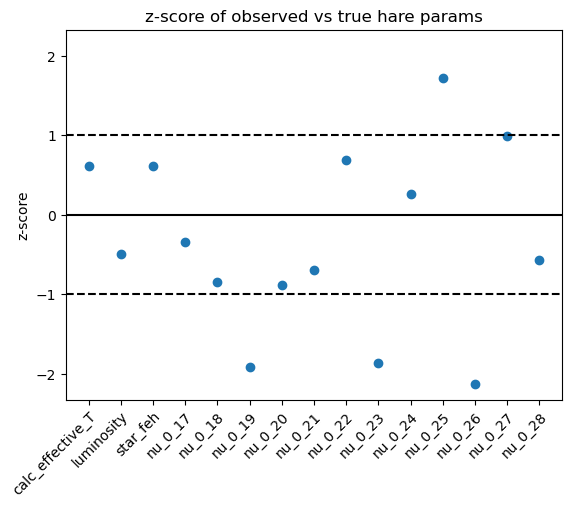 z-score of observed vs true hare params
z-score
2
1
0
−1
−2
calc_effective_T
luminosity
star_feh
nu_0_17
nu_0_18
nu_0_19
nu_0_20
nu_0_21
nu_0_22
nu_0_23
nu_0_24
nu_0_25
nu_0_26
nu_0_27
nu_0_28